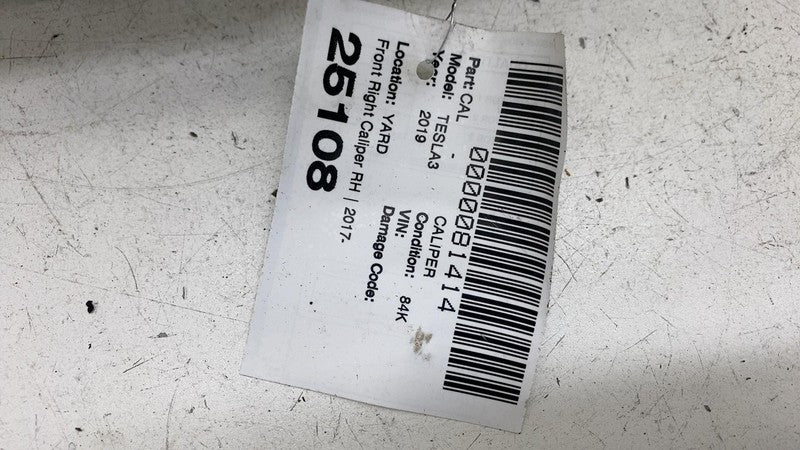 0000081414
Part: CAL - CALIPER
Model: TESLA3 Condition: 84K
Year: 2019 VIN:
Location: YARD Damage Code:
Front Right Caliper RH | 2017-
25108